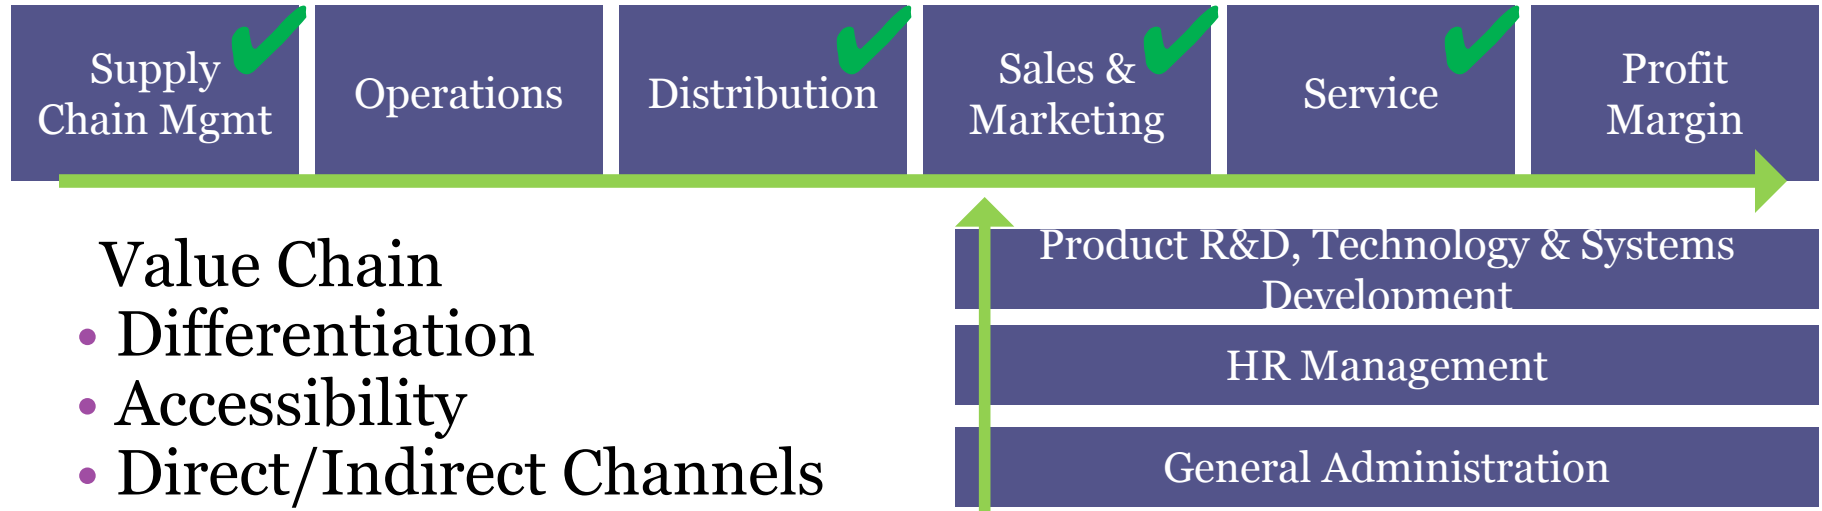 Supply
Chain Mgmt
Operations
Distribution
Sales &
Marketing
Service
Profit
Margin
Value Chain
• Differentiation
• Accessibility
• Direct/Indirect Channels
Product R&D, Technology & Systems
Development
HR Management
General Administration